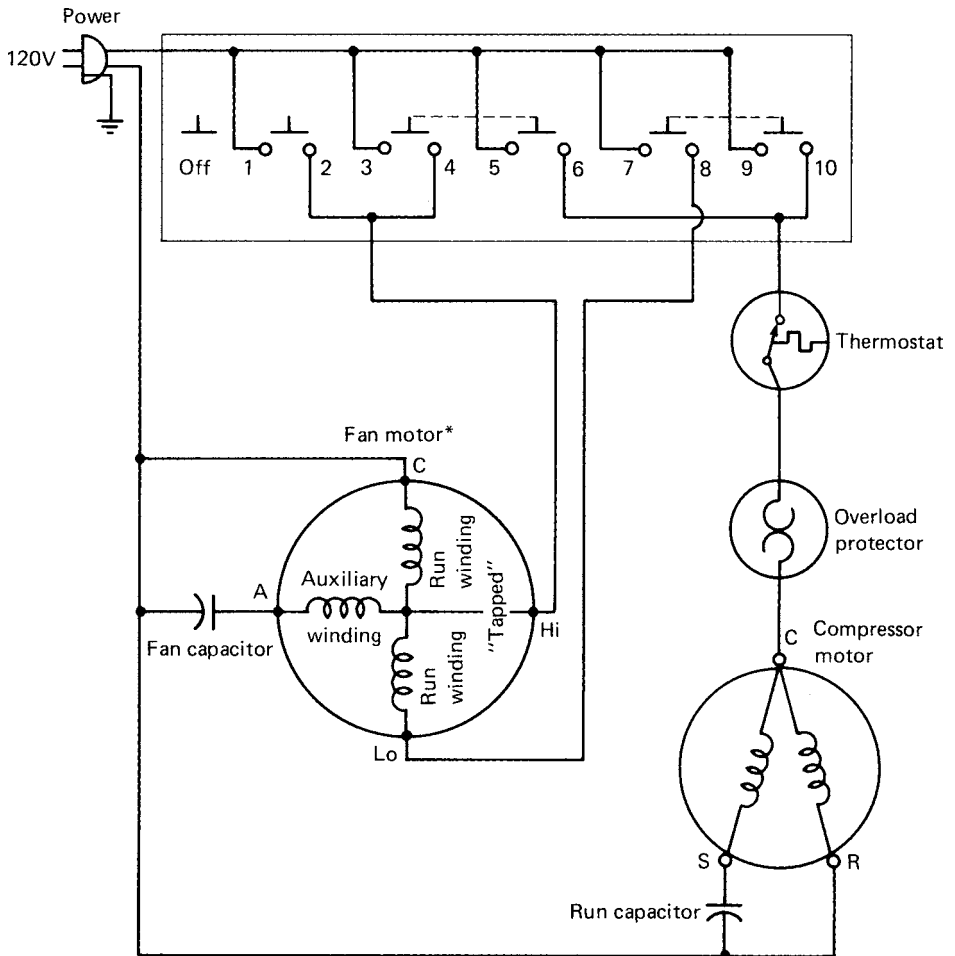 Power
120V
Off
1
2
3
4
5
6
7
8
9
10
Thermostat
Fan motor*
C
Run
winding
Overload
protector
Auxiliary
winding
A
"Tapped"
Hi
Fan capacitor
Run
winding
Lo
C
Compressor
motor
S
R
Run capacitor